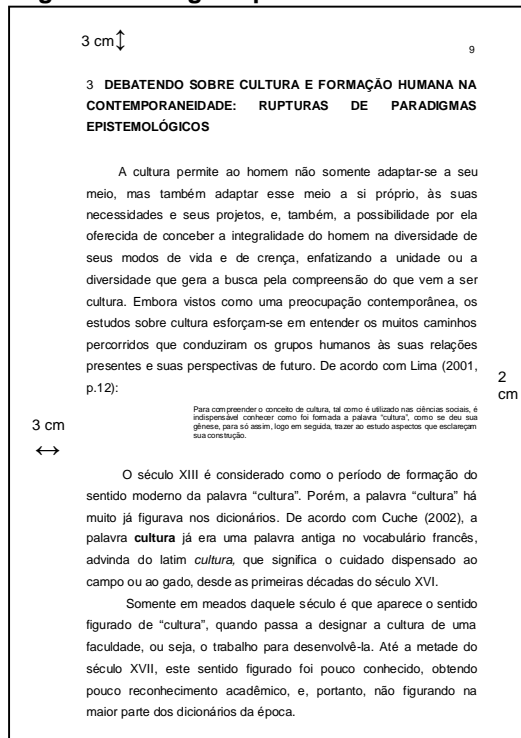 3 cm
9
3 DEBATENDO SOBRE CULTURA E FORMAÇÃO HUMANA NA
CONTEMPORANEIDADE: RUPTURAS DE PARADIGMAS
EPISTEMOLÓGICOS
A cultura permite ao homem não somente adaptar-se a seu
meio, mas também adaptar esse meio a si próprio, às suas
necessidades e seus projetos, e, também, a possibilidade por ela
oferecida de conceber a integralidade do homem na diversidade de
seus modos de vida e de crença, enfatizando a unidade ou a
diversidade que gera a busca pela compreensão do que vem a ser
cultura. Embora vistos como uma preocupação contemporânea, os
estudos sobre cultura esforçam-se em entender os muitos caminhos
percorridos que conduziram os grupos humanos às suas relações
presentes e suas perspectivas de futuro. De acordo com Lima (2001,
p.12):
2
cm
Para compreender o conceito de cultura, tal como é utilizado nas ciências sociais, é
indispensável conhecer como foi formada a palavra “cultura”, como se deu sua
gênese, para só assim, logo em seguida, trazer ao estudo aspectos que esclareçam
sua construção.
3 cm
O século XIII é considerado como o período de formação do
sentido moderno da palavra “cultura”. Porém, a palavra “cultura” há
muito já figurava nos dicionários. De acordo com Cuche (2002), a
palavra cultura já era uma palavra antiga no vocabulário francês,
advinda do latim cultura, que significa o cuidado dispensado ao
campo ou ao gado, desde as primeiras décadas do século XVI.
Somente em meados daquele século é que aparece o sentido
figurado de “cultura”, quando passa a designar a cultura de uma
faculdade, ou seja, o trabalho para desenvolvê-la. Até a metade do
século XVII, este sentido figurado foi pouco conhecido, obtendo
pouco reconhecimento acadêmico, e, portanto, não figurando na
maior parte dos dicionários da época.